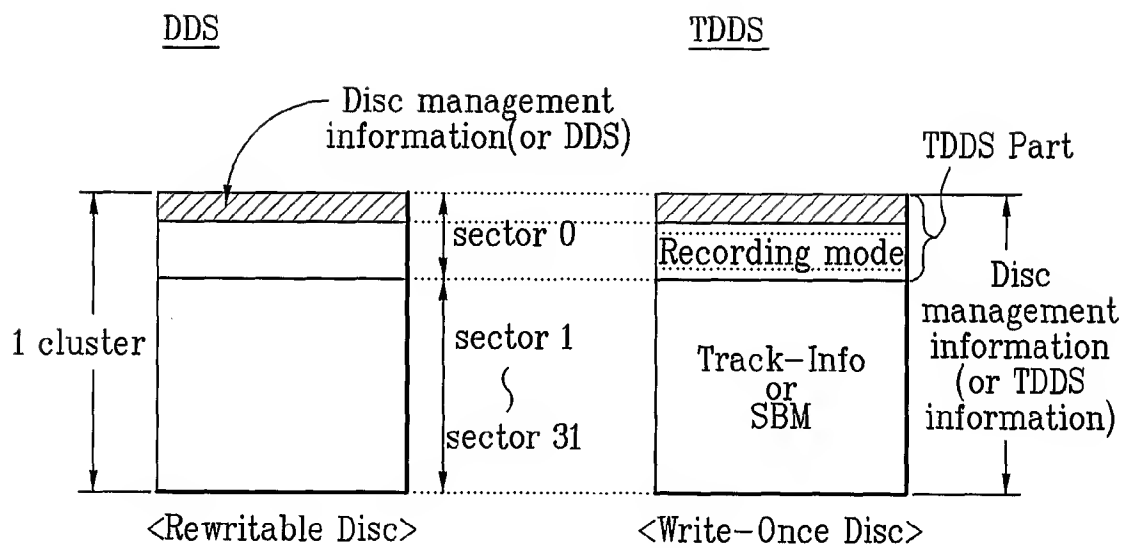 DDS
TDDS
Disc management
information(or DDS)
TDDS Part
sector 0
Recording mode
1 cluster
sector 1
sector 31
Track-Info
or
SBM
Disc
management
information
(or TDDS
information)
<Rewritable Disc>
<Write-Once Disc>